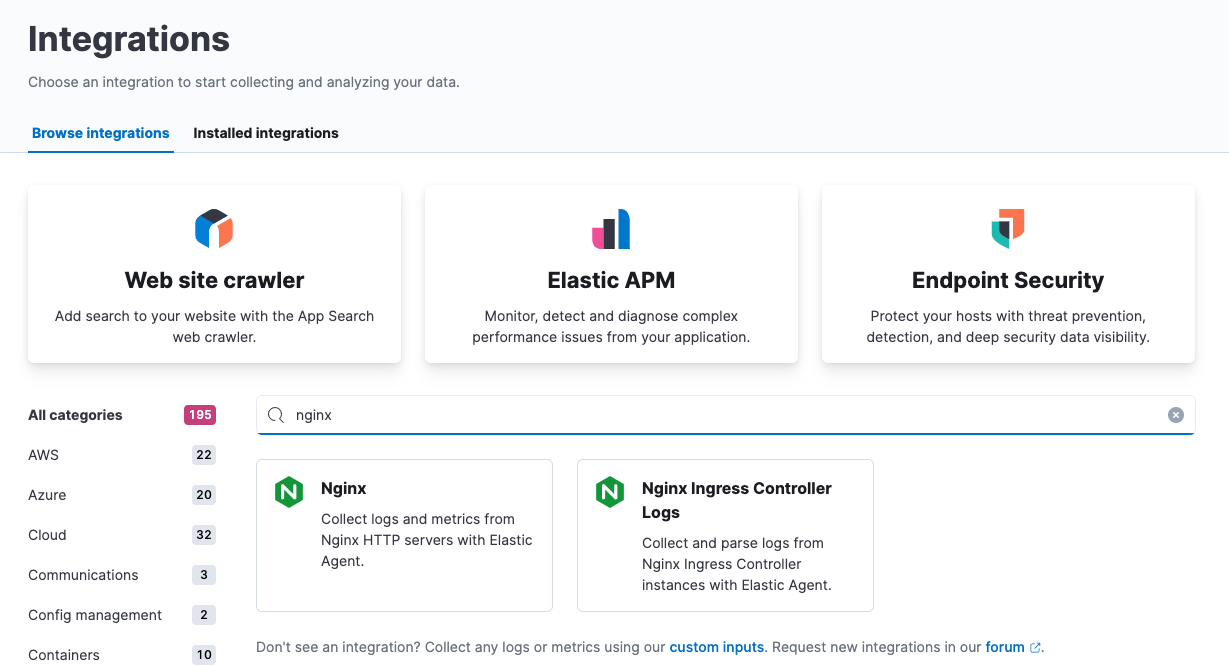 Integrations
Choose an integration to start collecting and analyzing your data.
Browse integrations
Installed integrations
Web site crawler
Add search to your website with the App Search
web crawler.
Elastic APM
Monitor, detect and diagnose complex
performance issues from your application.
Endpoint Security
Protect your hosts with threat prevention,
detection, and deep security data visibility.
All categories 195
AWS 22
Azure 20
Cloud 32
Communications 3
Config management 2
Containers 10
nginx
Nginx
Collect logs and metrics from
Nginx HTTP servers with Elastic
Agent.
Nginx Ingress Controller
Logs
Collect and parse logs from
Nginx Ingress Controller
instances with Elastic Agent.
Don't see an integration? Collect any logs or metrics using our custom inputs. Request new integrations in our forum.